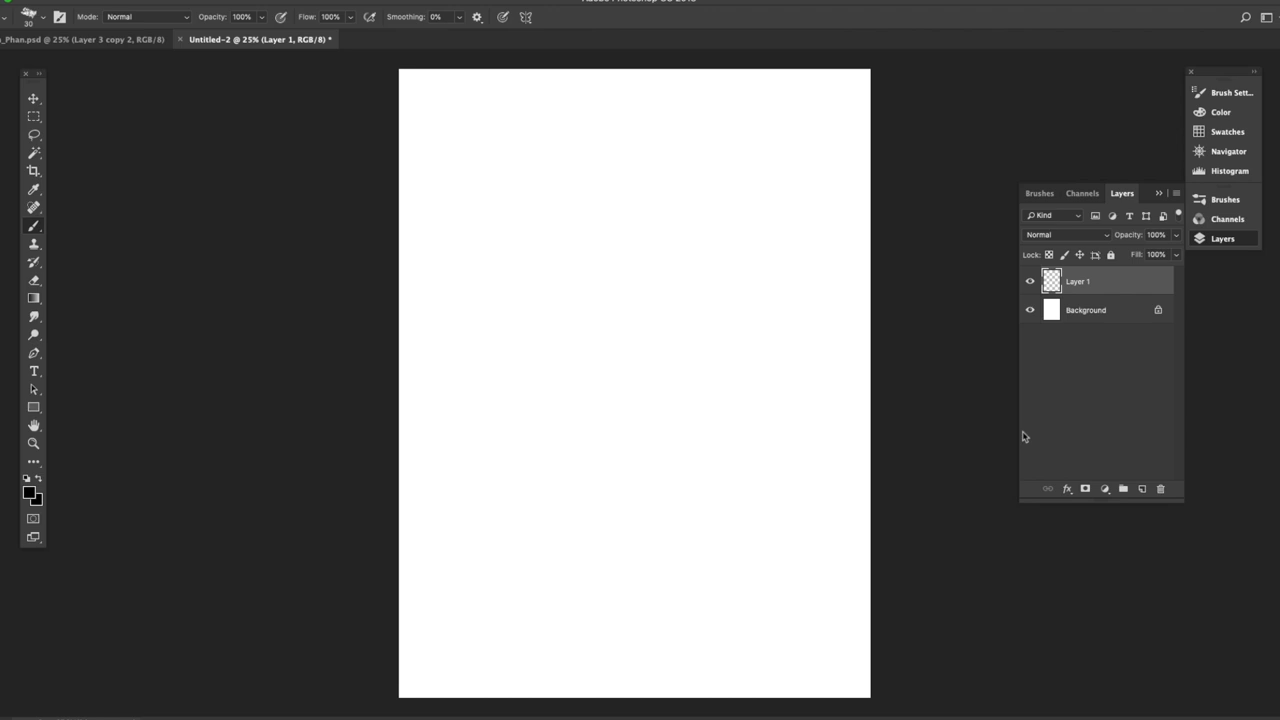 Adobe Photoshop CC 2018
30 Mode: Normal Opacity: 100% Flow: 100% Smoothing: 0%
_Phan.psd @ 25% (Layer 3 copy 2, RGB/8) × Untitled-2 @ 25% (Layer 1, RGB/8) *
Brush Sett...
Color
Swatches
Navigator
Histogram
Brushes
Channels
Layers
Brushes Channels Layers
Kind
Normal Opacity: 100%
Lock: Fill: 100%
Layer 1
Background